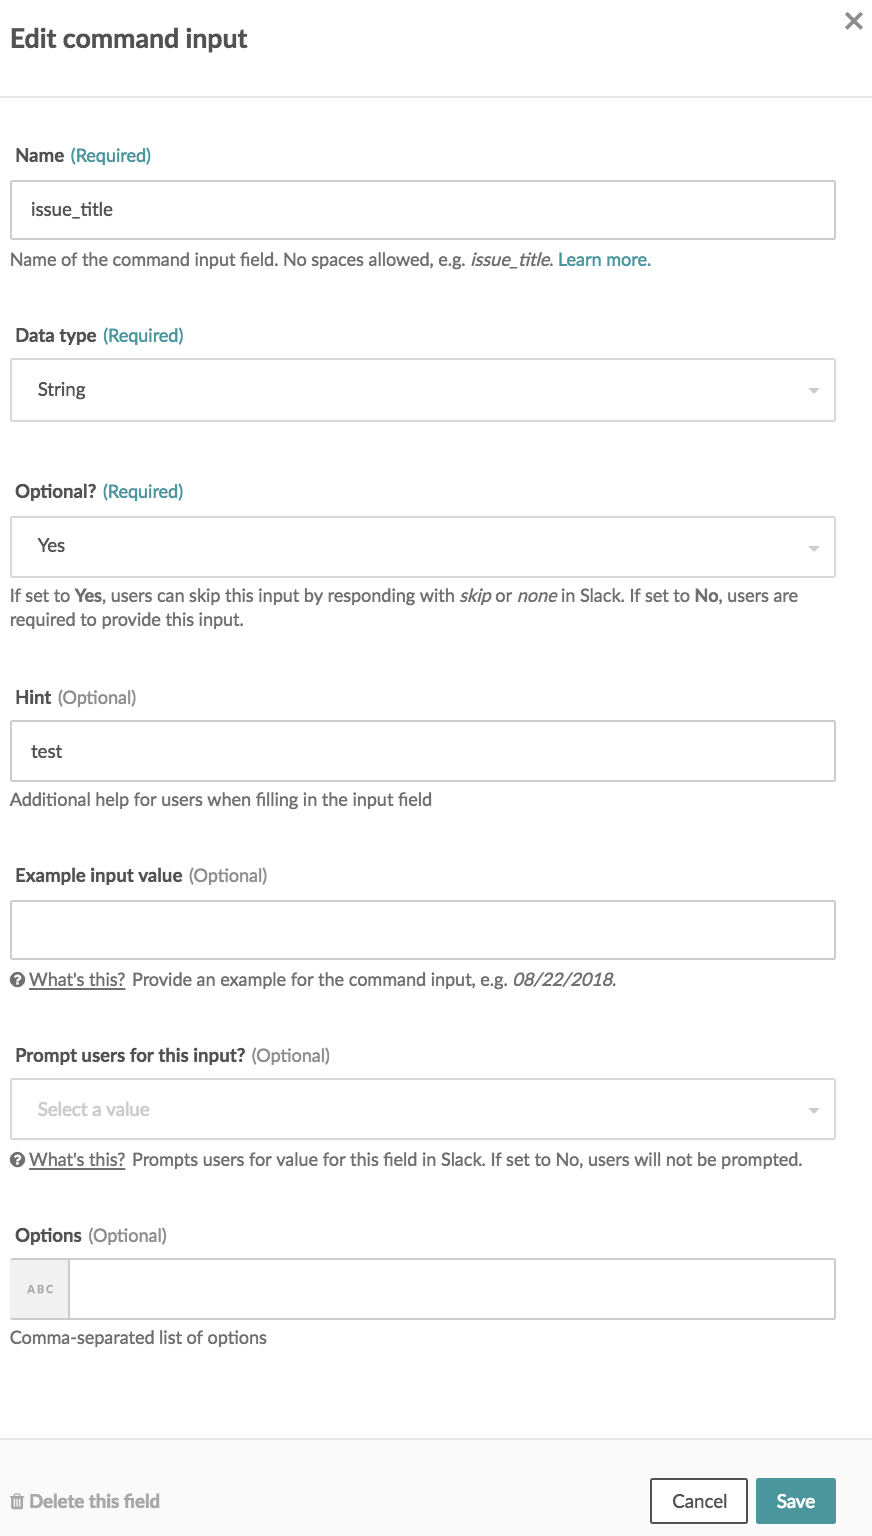 Edit command input
Name (Required)
issue_title
Name of the command input field. No spaces allowed, e.g. issue_title. Learn more.
Data type (Required)
String
Optional? (Required)
Yes
If set to Yes, users can skip this input by responding with skip or none in Slack. If set to No, users are
required to provide this input.
Hint (Optional)
test
Additional help for users when filling in the input field
Example input value (Optional)
What's this? Provide an example for the command input, e.g. 08/22/2018.
Prompt users for this input? (Optional)
Select a value
What's this? Prompts users for value for this field in Slack. If set to No, users will not be prompted.
Options (Optional)
ABC
Comma-separated list of options
Delete this field
Cancel
Save